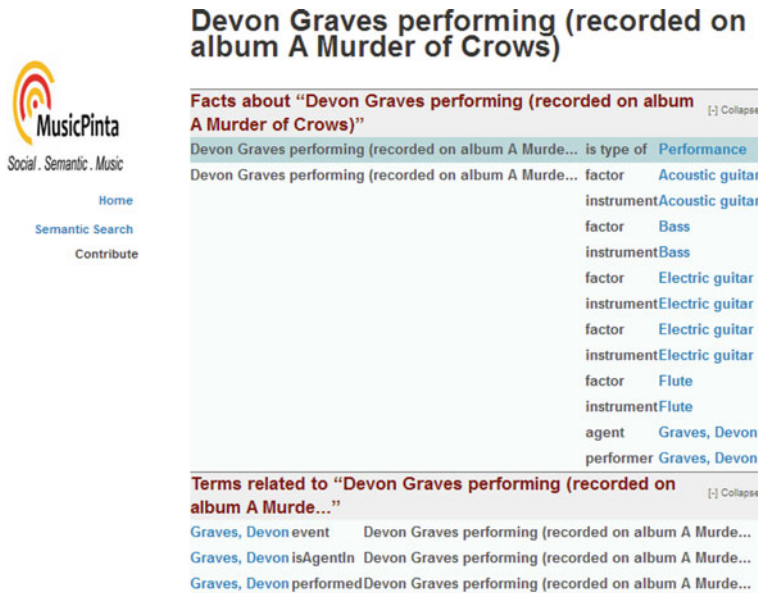 Devon Graves performing (recorded on
album A Murder of Crows)
MusicPinta
Social . Semantic . Music
Home
Semantic Search
Contribute
Facts about “Devon Graves performing (recorded on album
A Murder of Crows)”
[-] Collapse
Devon Graves performing (recorded on album A Murde... is type of Performance
Devon Graves performing (recorded on album A Murde... factor Acoustic guitar
instrument Acoustic guitar
factor Bass
instrument Bass
factor Electric guitar
instrument Electric guitar
factor Electric guitar
instrument Electric guitar
factor Flute
instrument Flute
agent Graves, Devon
performer Graves, Devon
Terms related to “Devon Graves performing (recorded on
album A Murde...”
[-] Collapse
Graves, Devon event Devon Graves performing (recorded on album A Murde...
Graves, Devon isAgentIn Devon Graves performing (recorded on album A Murde...
Graves, Devon performed Devon Graves performing (recorded on album A Murde...